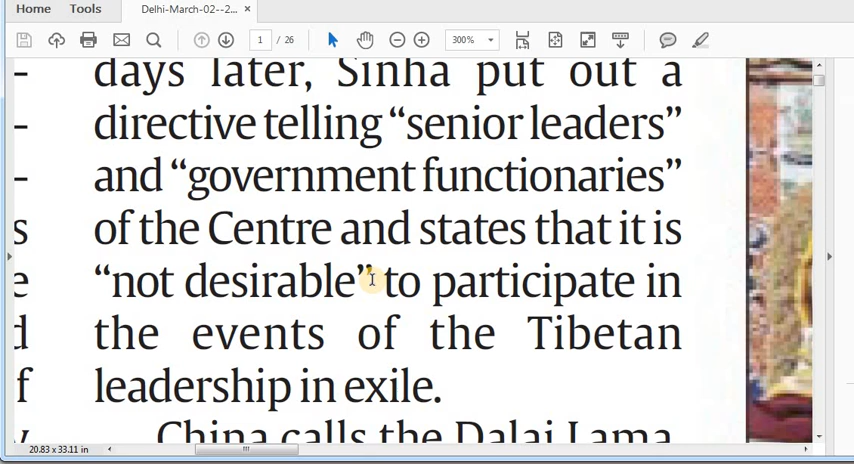 Home Tools Delhi-March-02--2... ×
1 / 26 300%
days later, Sinha put out a
-
directive telling “senior leaders”
-
and “government functionaries”
-
of the Centre and states that it is
s
“not desirable” to participate in
e
the events of the Tibetan
d
leadership in exile.
f
China calls the Dalai Lama
y
20.83 x 33.11 in